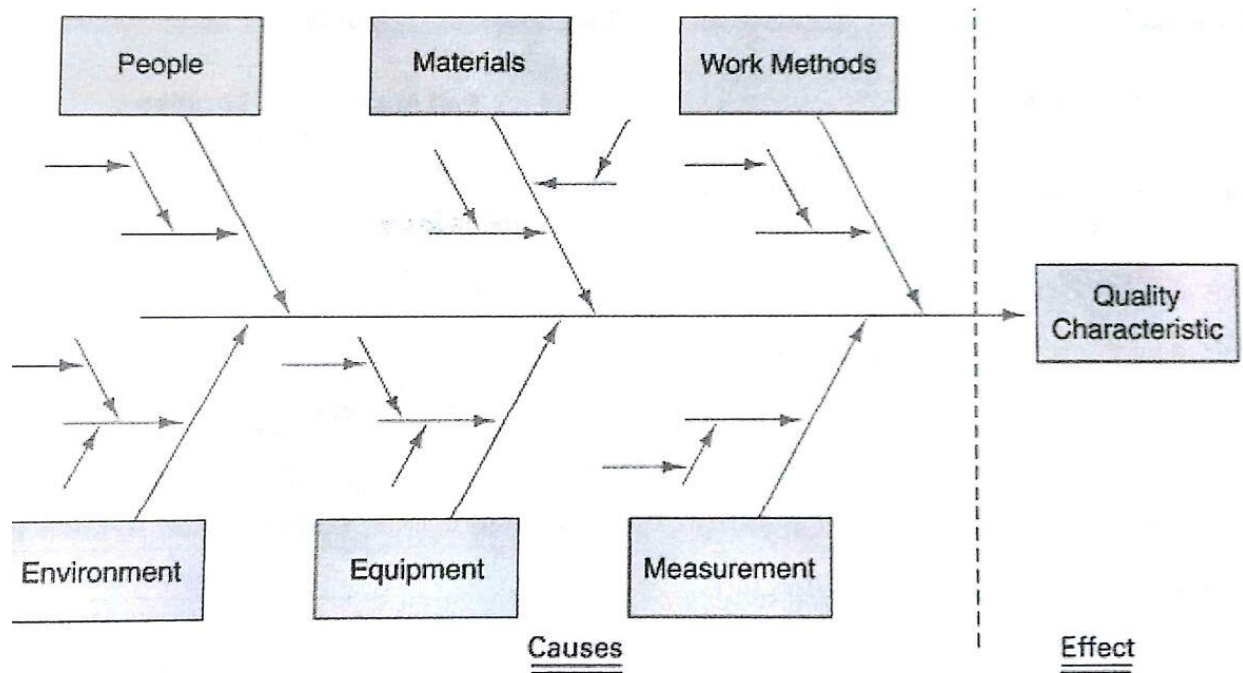 People
Materials
Work Methods
Quality
Characteristic
Environment
Equipment
Measurement
Causes
Effect